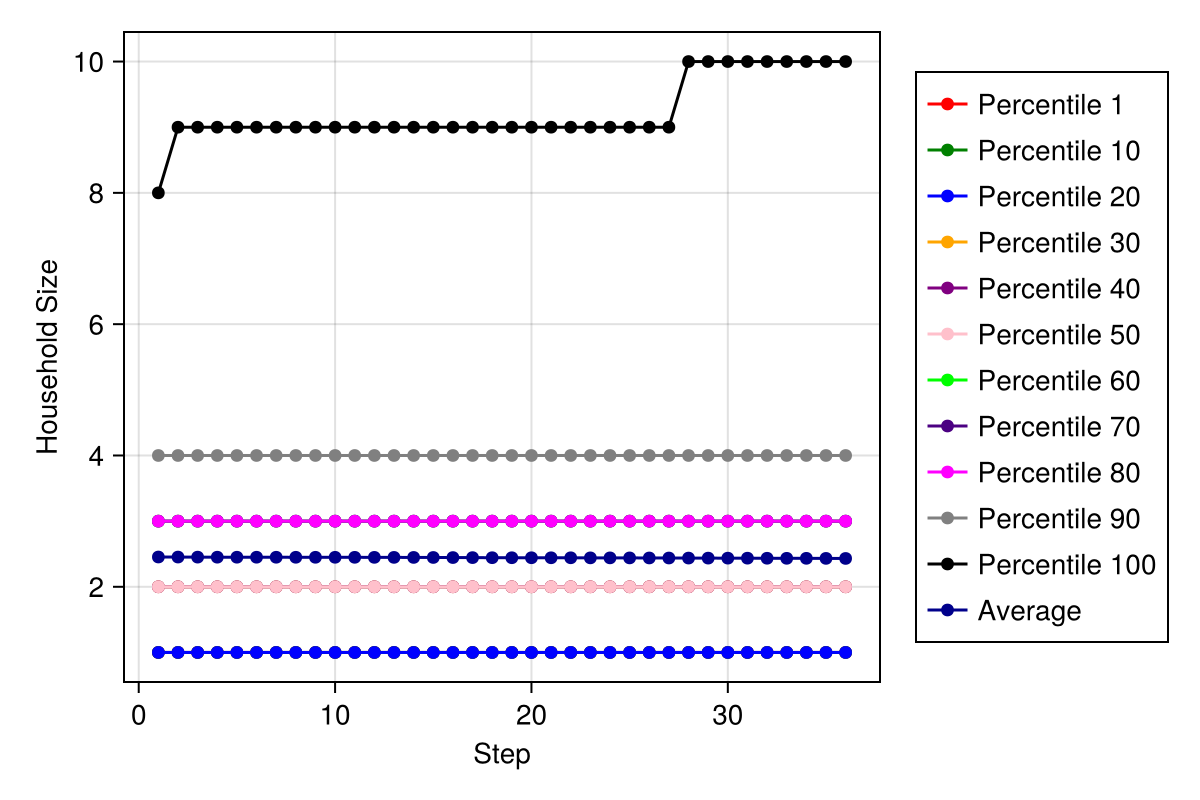 10
8
6
4
2
Household Size
0 10 20 30
Step
Percentile 1
Percentile 10
Percentile 20
Percentile 30
Percentile 40
Percentile 50
Percentile 60
Percentile 70
Percentile 80
Percentile 90
Percentile 100
Average